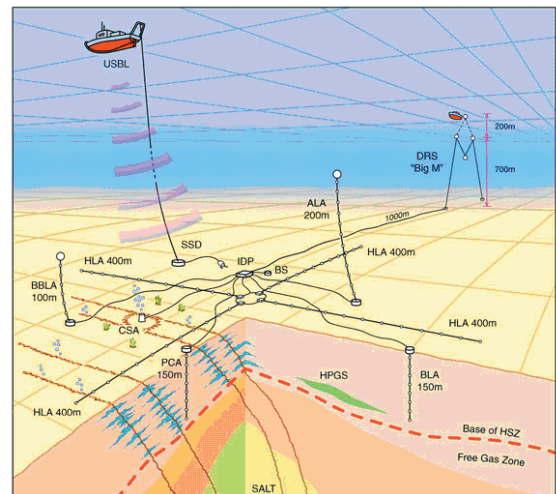 USBL
200m
DRS
"Big M"
700m
ALA
200m
1000m
SSD
HLA 400m
IDP
BS
HLA 400m
BBLA
100m
CSA
HLA 400m
PCA
150m
HPGS
BLA
150m
HLA 400m
Base of HSZ
Free Gas Zone
SALT